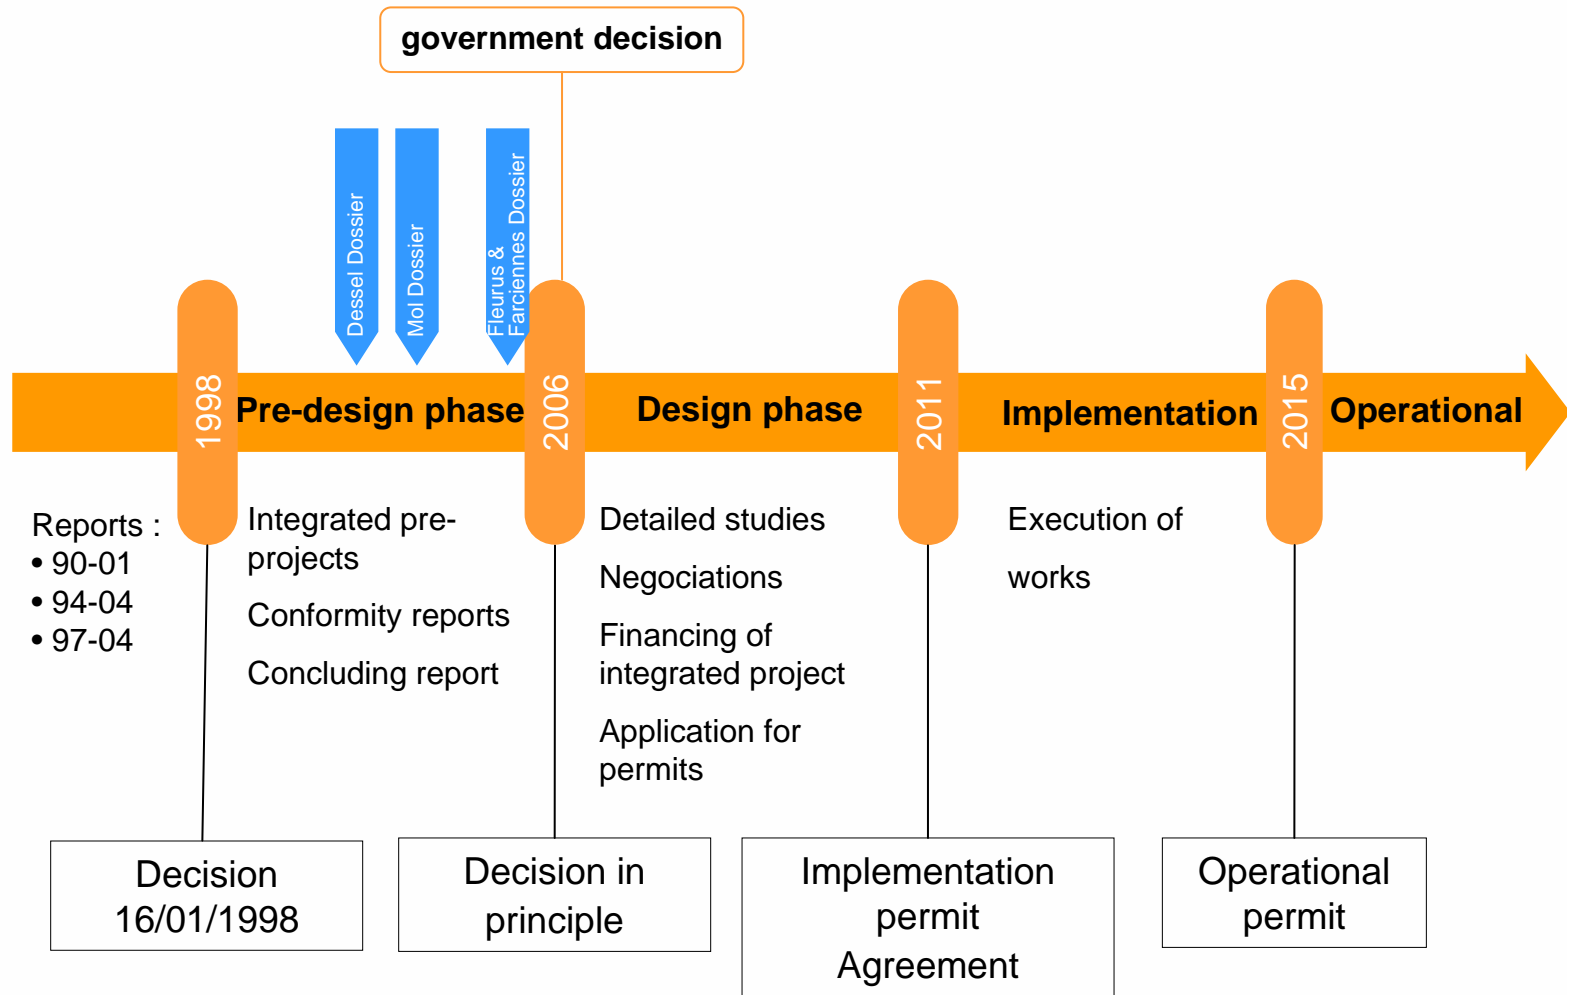 government decision
Dessel Dossier
Mol Dossier
Fleurus &
Farciennes Dossier
1998
Pre-design phase
2006
Design phase
2011
Implementation
2015
Operational
Reports :
• 90-01
• 94-04
• 97-04
Integrated pre-
projects
Conformity reports
Concluding report
Detailed studies
Negociations
Financing of
integrated project
Application for
permits
Execution of
works
Decision
16/01/1998
Decision in
principle
Implementation
permit
Agreement
Operational
permit